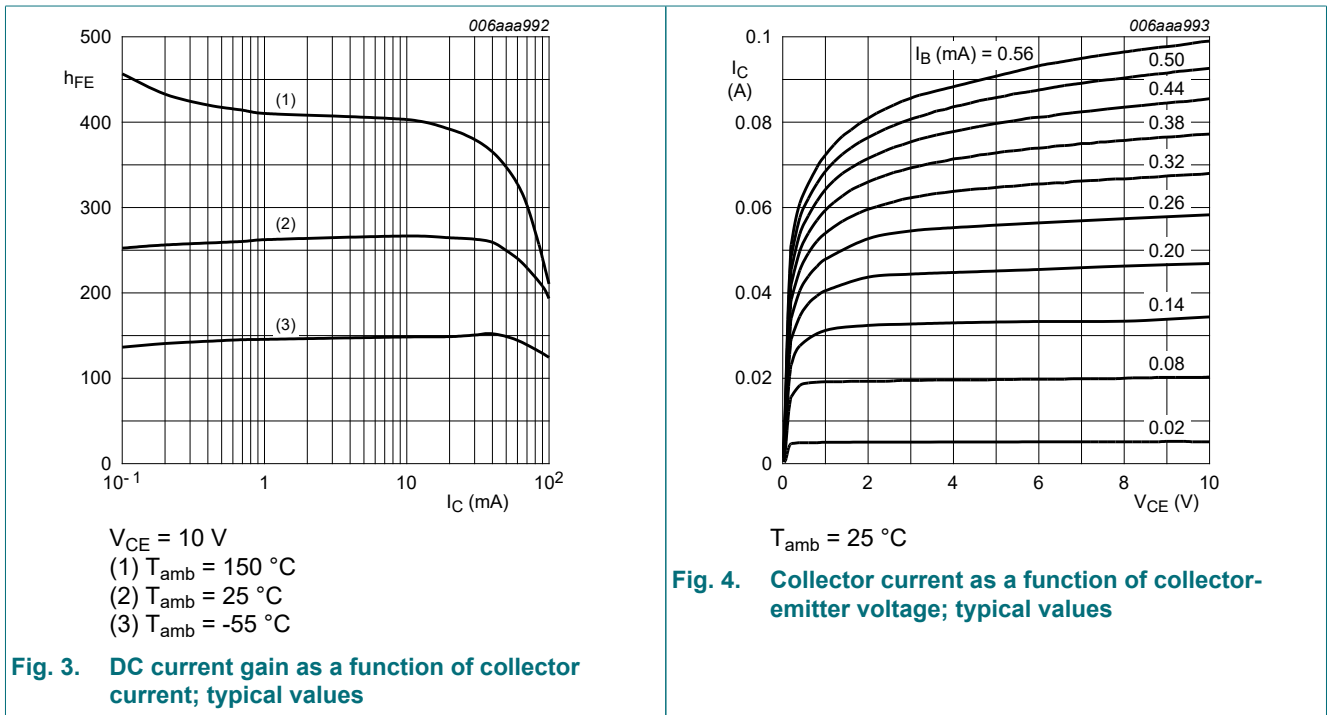 006aaa992
500
hFE
400
300
200
100
0
(1)
(2)
(3)
10-1
1
10
102
IC (mA)
VCE = 10 V
(1) Tamb = 150 °C
(2) Tamb = 25 °C
(3) Tamb = -55 °C
Fig. 3. DC current gain as a function of collector
current; typical values
006aaa993
0.1
IC
(A)
0.08
0.06
0.04
0.02
0
IB (mA) = 0.56
0.50
0.44
0.38
0.32
0.26
0.20
0.14
0.08
0.02
0
2
4
6
8
10
VCE (V)
Tamb = 25 °C
Fig. 4. Collector current as a function of collector-
emitter voltage; typical values